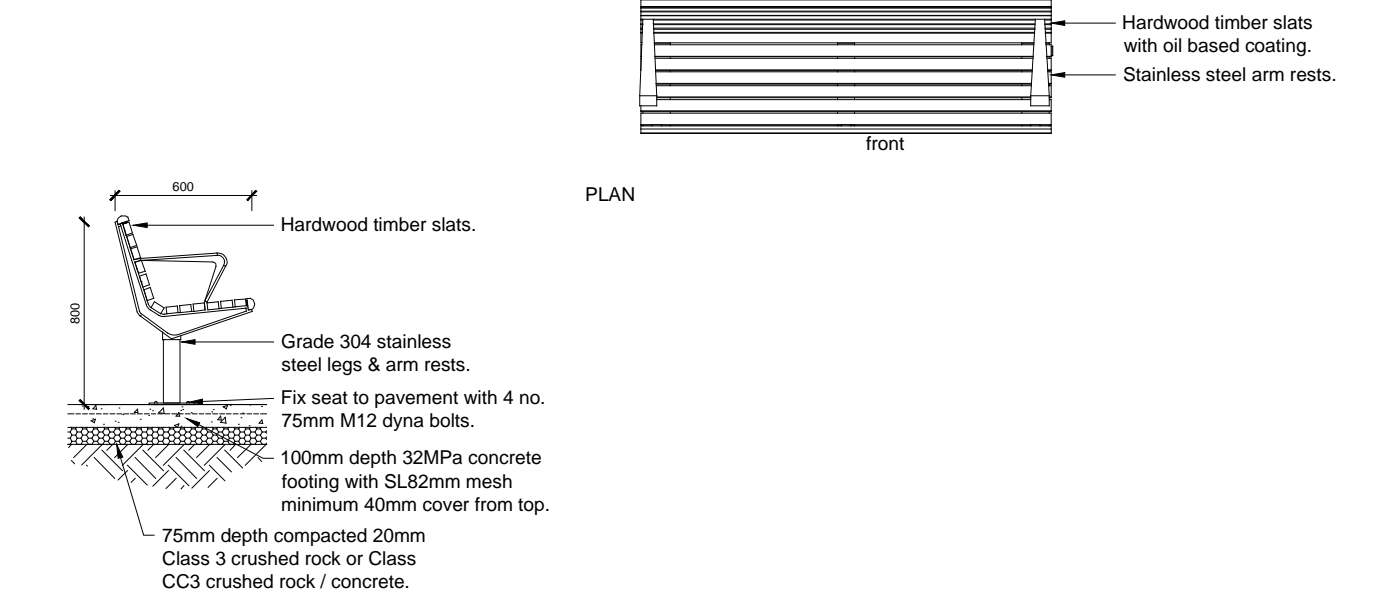 Hardwood timber slats
with oil based coating.
Stainless steel arm rests.
front
PLAN
600
800
Hardwood timber slats.
Grade 304 stainless
steel legs & arm rests.
Fix seat to pavement with 4 no.
75mm M12 dyna bolts.
100mm depth 32MPa concrete
footing with SL82mm mesh
minimum 40mm cover from top.
75mm depth compacted 20mm
Class 3 crushed rock or Class
CC3 crushed rock / concrete.